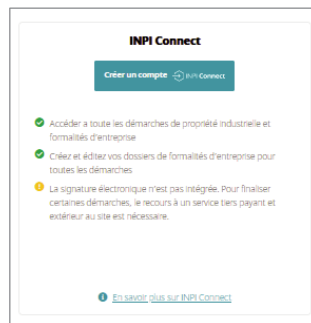 INPI Connect
Créer un compte INPI Connect
Accéder a toute les démarches de propriété industrielle et
formalités d'entreprise
Créez et éditez vos dossiers de formalités d'entreprise pour
toutes les démarches
La signature électronique n'est pas intégrée. Pour finaliser
certaines démarches, le recours à un service tiers payant et
extérieur au site est nécessaire.
En savoir plus sur INPI Connect